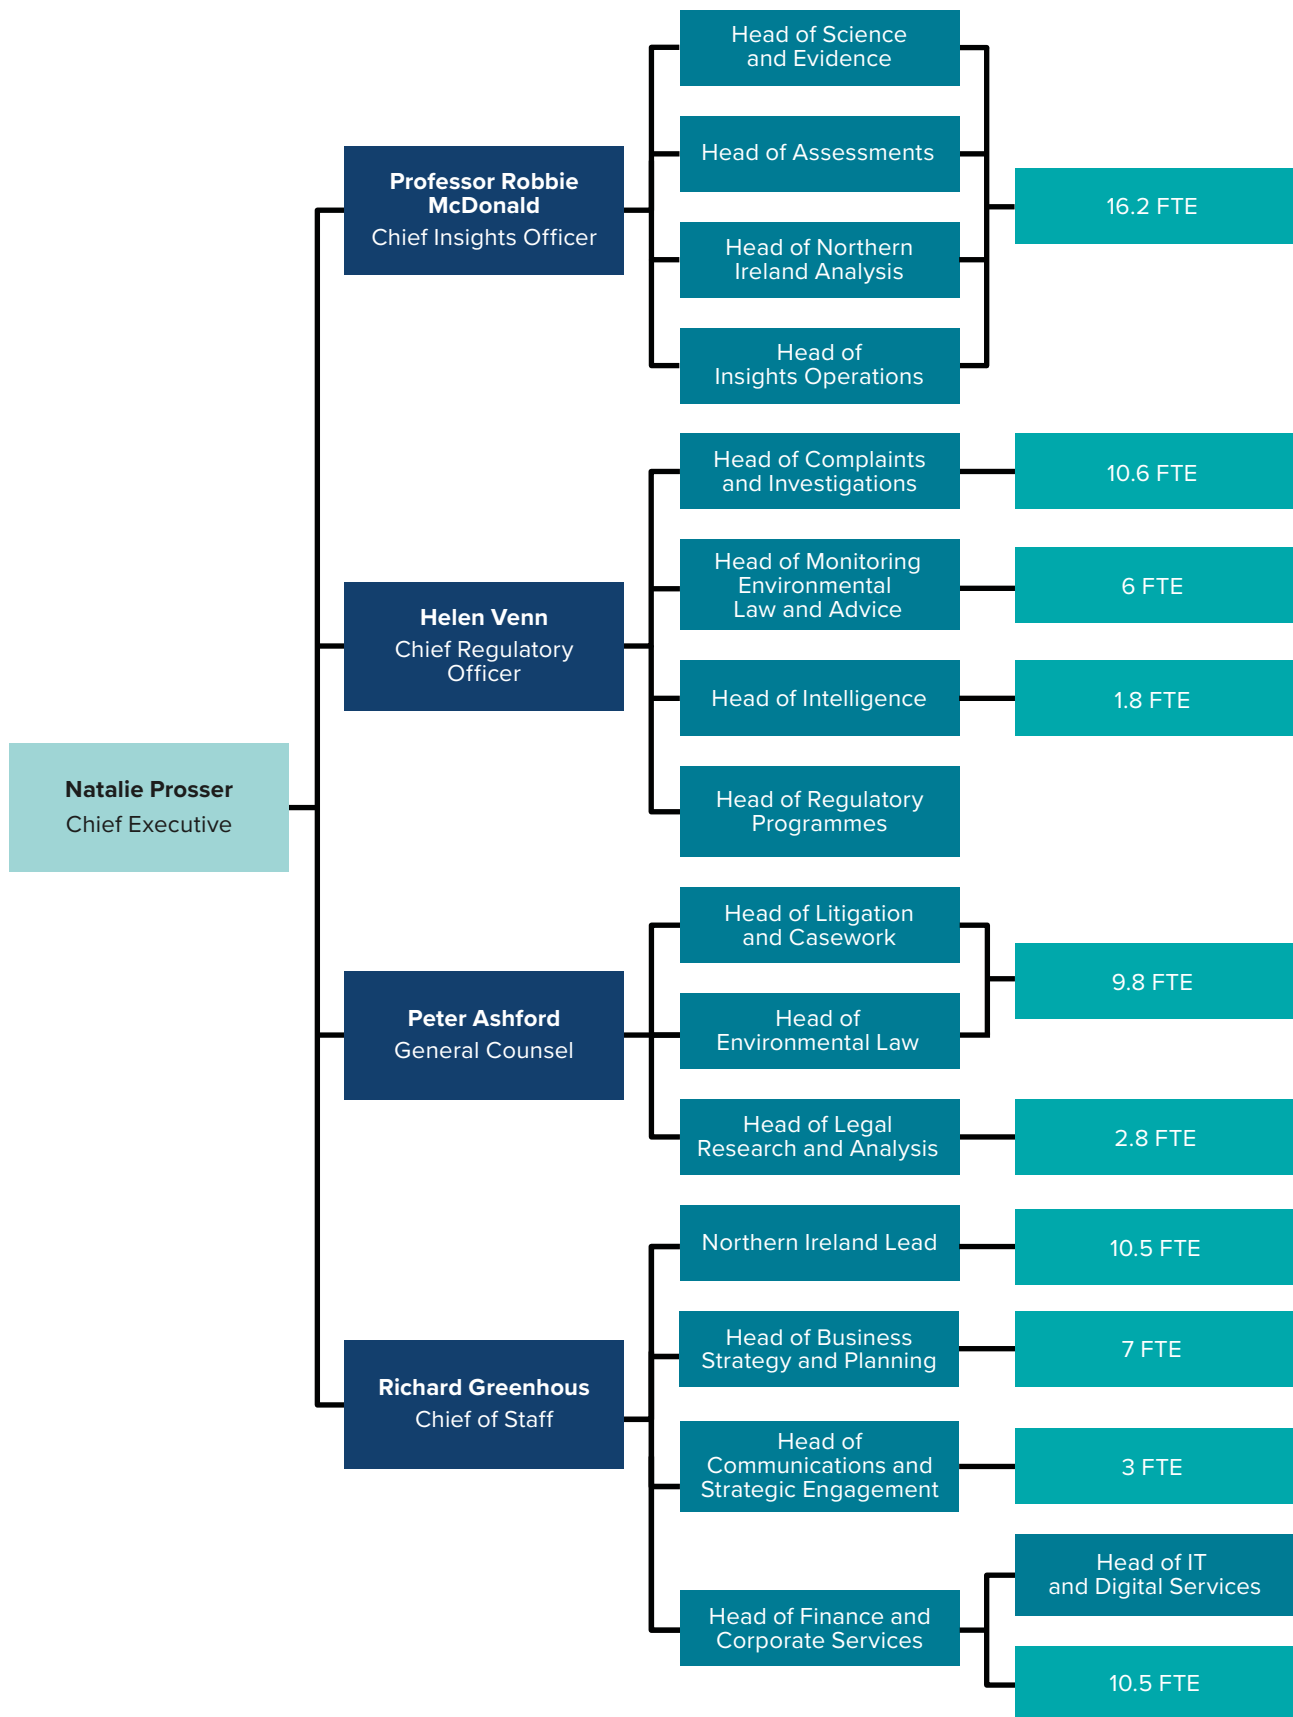 Natalie Prosser
Chief Executive
Professor Robbie
McDonald
Chief Insights Officer
Head of Science
and Evidence
Head of Assessments
Head of Northern
Ireland Analysis
Head of
Insights Operations
16.2 FTE
Helen Venn
Chief Regulatory
Officer
Head of Complaints
and Investigations
10.6 FTE
Head of Monitoring
Environmental
Law and Advice
6 FTE
Head of Intelligence
1.8 FTE
Head of Regulatory
Programmes
Peter Ashford
General Counsel
Head of Litigation
and Casework
Head of
Environmental Law
9.8 FTE
Head of Legal
Research and Analysis
2.8 FTE
Richard Greenhous
Chief of Staff
Northern Ireland Lead
10.5 FTE
Head of Business
Strategy and Planning
7 FTE
Head of
Communications and
Strategic Engagement
3 FTE
Head of Finance and
Corporate Services
Head of IT
and Digital Services
10.5 FTE